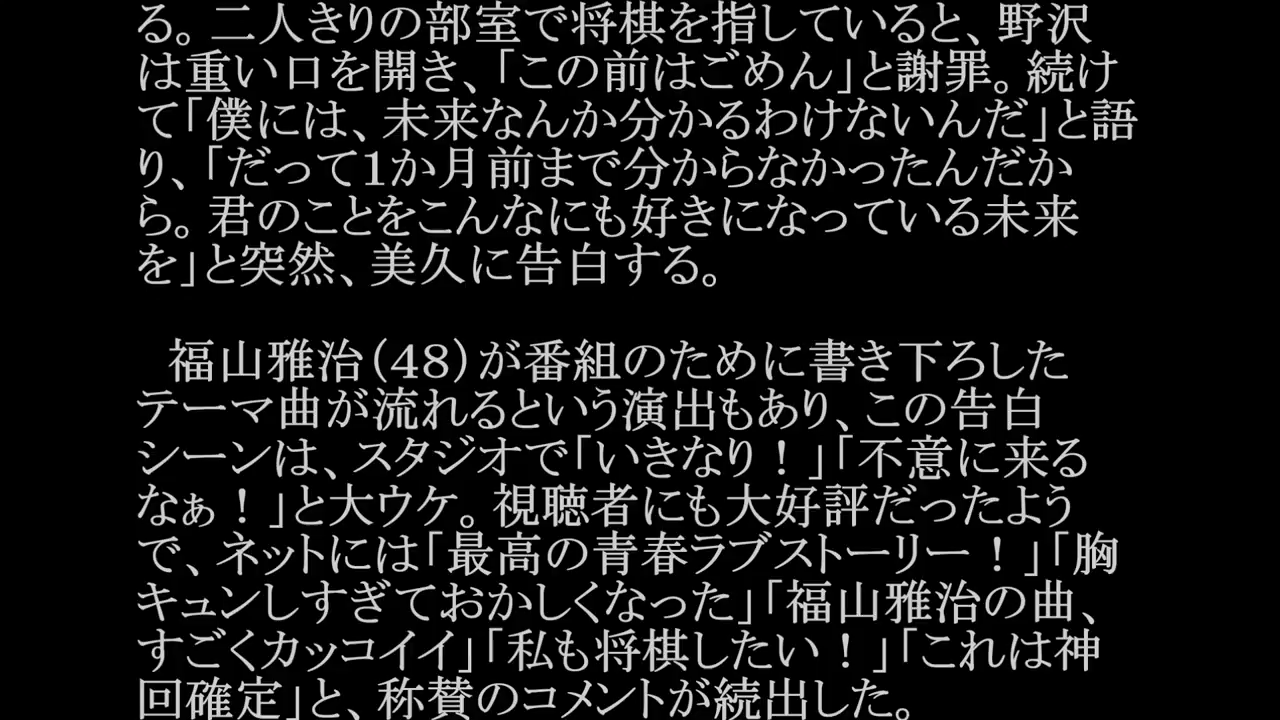 る。二人きりの部室で将棋を指していると、野沢
は重い口を開き、「この前はごめん」と謝罪。続け
て「僕には、未来なんか分かるわけないんだ」と語
り、「だって1か月前まで分からなかったんだか
ら。君のことをこんなにも好きになっている未来
を」と突然、美久に告白する。
福山雅治（48）が番組のために書き下ろした
テーマ曲が流れるという演出もあり、この告白
シーンは、スタジオで「いきなり！」「不意に来る
なぁ！」と大ウケ。視聴者にも大好評だったよう
で、ネットには「最高の青春ラブストーリー！」「胸
キュンしすぎておかしくなった」「福山雅治の曲、
すごくカッコイイ」「私も将棋したい！」「これは神
回確定」と、称賛のコメントが続出した。